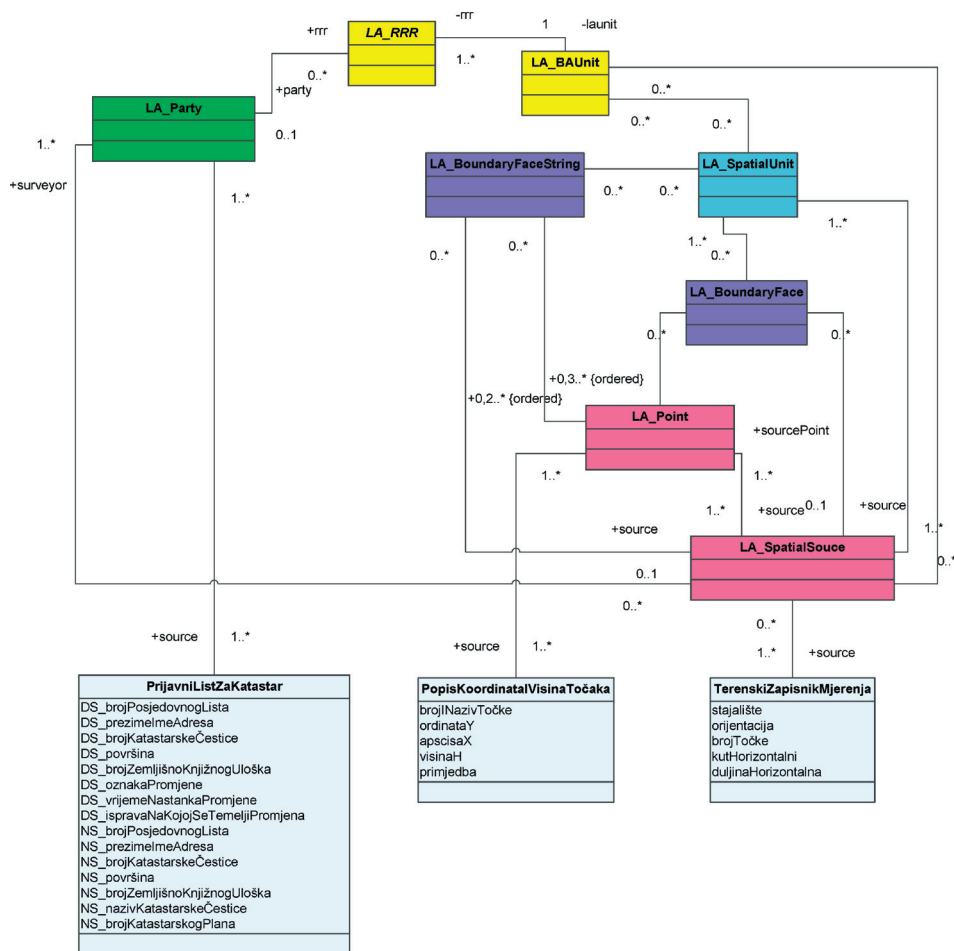 -rrr 1 -launit
+rrr
LA_RRR
0..* 1..*
LA_BAUnit
+party
LA_Party
0..1
0..*
0..* 0..*
1..*
+surveyor
1..*
LA_BoundaryFaceString
LA_SpatialUnit
0..* 0..*
1..*
0..* 0..*
1..*
0..*
LA_BoundaryFace
0..* 0..*
+0,3..* {ordered}
+0,2..* {ordered}
LA_Point
+sourcePoint
1..* 1..*
1..* +source 0..1 +source
+source
1..*
LA_SpatialSouce
0..*
0..1
0..*
0..*
+source 1..*
+source 1..*
1..* +source
PrijavniListZaKatastar
DS_brojPosjedovnogLista
DS_prezimeImeAdresa
DS_brojKatastarskeČestice
DS_površina
DS_brojZemljišnoKnjižnogUloška
DS_oznakaPromjene
DS_vrijemeNastankaPromjene
DS_ispravaNaKojojSeTemeljiPromjena
NS_brojPosjedovnogLista
NS_prezimeImeAdresa
NS_brojKatastarskeČestice
NS_površina
NS_brojZemljišnoKnjižnogUloška
NS_nazivKatastarskeČestice
NS_brojKatastarskogPlana
PopisKoordinataIVisinaTočaka
brojINazivTočke
ordinataY
apscisaX
visinaH
primjedba
TerenskiZapisnikMjerenja
stajalište
orijentacija
brojTočke
kutHorizontalni
duljinaHorizontalna